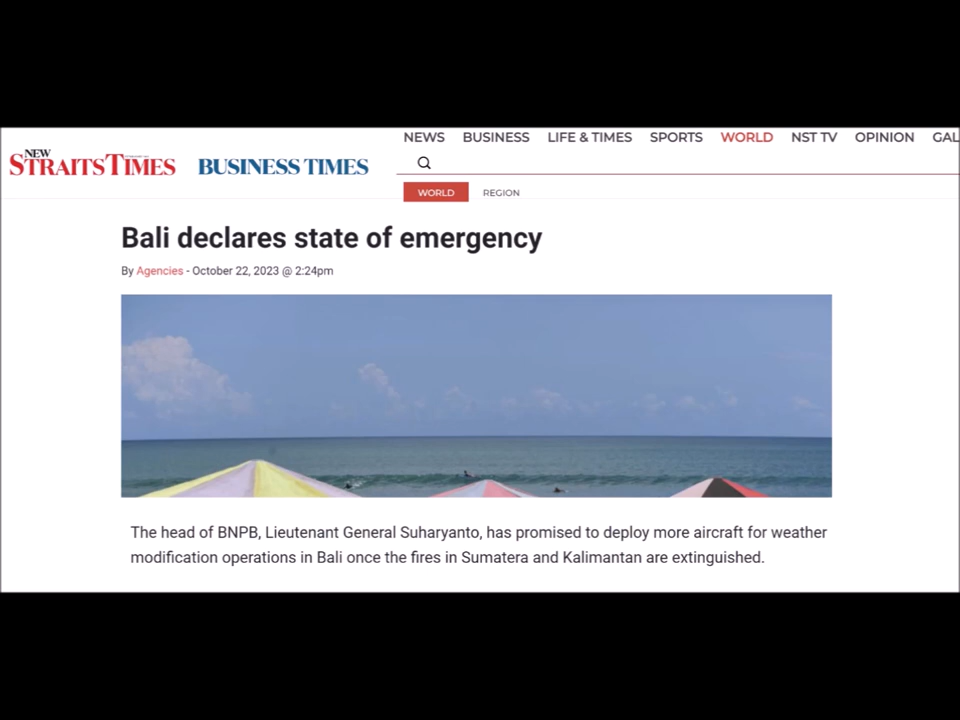 NEWS BUSINESS LIFE & TIMES SPORTS WORLD NST TV OPINION GAL
NEW
STRAITS TIMES BUSINESS TIMES
WORLD REGION
Bali declares state of emergency
By Agencies - October 22, 2023 @ 2:24pm
The head of BNPB, Lieutenant General Suharyanto, has promised to deploy more aircraft for weather
modification operations in Bali once the fires in Sumatera and Kalimantan are extinguished.